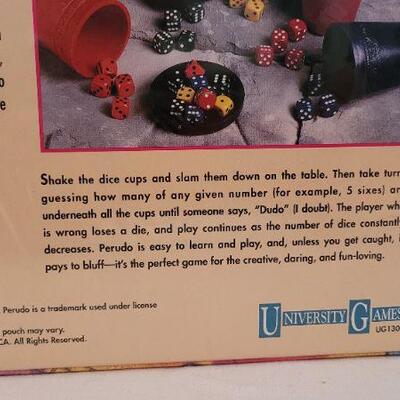 Shake the dice cups and slam them down on the table. Then take turn
guessing how many of any given number (for example, 5 sixes) ar
underneath all the cups until someone says, “Dudo” (I doubt). The player wh
is wrong loses a die, and play continues as the number of dice constantl
decreases. Perudo is easy to learn and play, and, unless you get caught, i
pays to bluff—it’s the perfect game for the creative, daring, and fun-loving.
Perudo is a trademark used under license
pouch may vary.
CA. All Rights Reserved.
UNIVERSITY GAMES
UG130